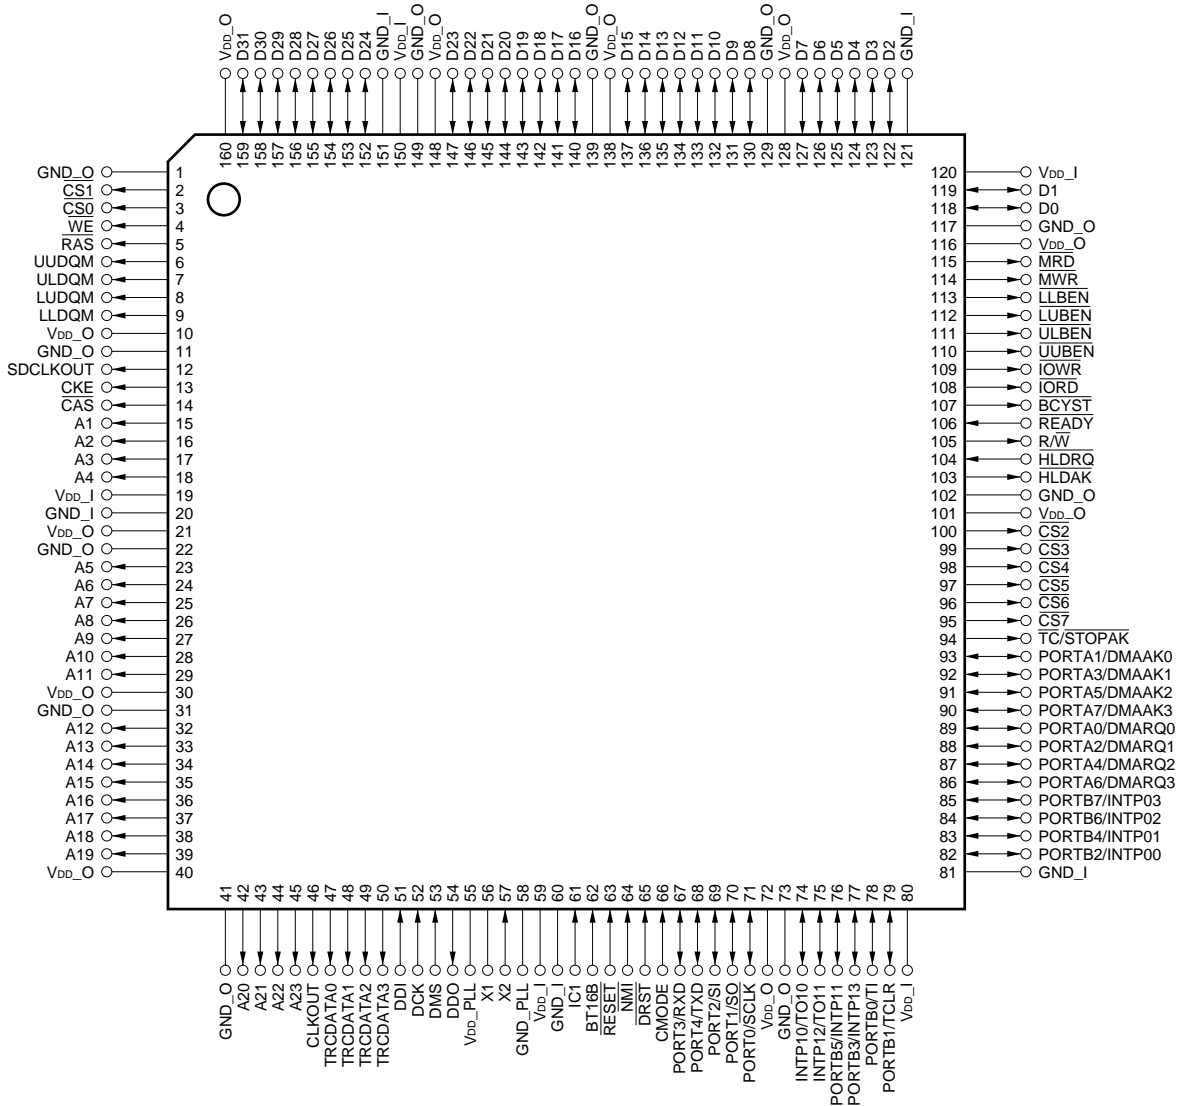 VDD_O
D31
D30
D29
D28
D27
D26
D25
D24
GND_I
VDD_I
GND_O
VDD_O
D23
D22
D21
D20
D19
D18
D17
D16
GND_O
VDD_O
D15
D14
D13
D12
D11
D10
D9
D8
GND_O
VDD_O
D7
D6
D5
D4
D3
D2
GND_I
160
159
158
157
156
155
154
153
152
151
150
149
148
147
146
145
144
143
142
141
140
139
138
137
136
135
134
133
132
131
130
129
128
127
126
125
124
123
122
121
GND_O 1
CS1 2
CS0 3
WE 4
RAS 5
UUDQM 6
ULDQM 7
LUDQM 8
LLDQM 9
VDD_O 10
GND_O 11
SDCLKOUT 12
CKE 13
CAS 14
A1 15
A2 16
A3 17
A4 18
VDD_I 19
GND_I 20
VDD_O 21
GND_O 22
A5 23
A6 24
A7 25
A8 26
A9 27
A10 28
A11 29
VDD_O 30
GND_O 31
A12 32
A13 33
A14 34
A15 35
A16 36
A17 37
A18 38
A19 39
VDD_O 40
120 VDD_I
119 D1
118 D0
117 GND_O
116 VDD_O
115 MRD
114 MWR
113 LLBEN
112 LUBEN
111 ULBEN
110 UUBEN
109 IOWR
108 IORD
107 BCYST
106 READY
105 R/W
104 HLDRQ
103 HLDAK
102 GND_O
101 VDD_O
100 CS2
99 CS3
98 CS4
97 CS5
96 CS6
95 CS7
94 TC/STOPAK
93 PORTA1/DMAAK0
92 PORTA3/DMAAK1
91 PORTA5/DMAAK2
90 PORTA7/DMAAK3
89 PORTA0/DMARQ0
88 PORTA2/DMARQ1
87 PORTA4/DMARQ2
86 PORTA6/DMARQ3
85 PORTB7/INTP03
84 PORTB6/INTP02
83 PORTB4/INTP01
82 PORTB2/INTP00
81 GND_I
41
42
43
44
45
46
47
48
49
50
51
52
53
54
55
56
57
58
59
60
61
62
63
64
65
66
67
68
69
70
71
72
73
74
75
76
77
78
79
80
GND_O
A20
A21
A22
A23
CLKOUT
TRCDATA0
TRCDATA1
TRCDATA2
TRCDATA3
DDI
DCK
DMS
DDO
VDD_PLL
X1
X2
GND_PLL
VDD_I
GND_I
IC1
BT16B
RESET
NMI
DRST
CMODE
PORT3/RXD
PORT4/TXD
PORT2/SI
PORT1/SO
PORT0/SCLK
VDD_O
GND_O
INTP10/TO10
INTP12/TO11
PORTB5/INTP11
PORTB3/INTP13
PORTB0/TI
PORTB1/TCLR
VDD_I